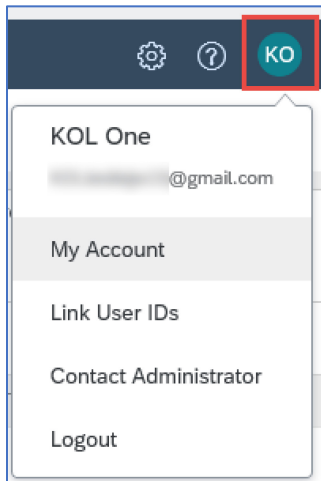 KO
KOL One
@gmail.com
My Account
Link User IDs
Contact Administrator
Logout